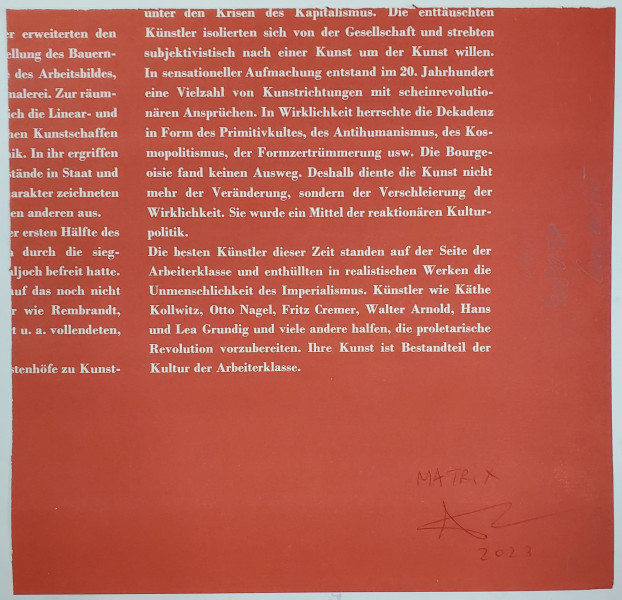 er erweiterten den
ellung des Bauern-
e des Arbeitsbildes,
nalerei. Zur räum-
ich die Linear- und
hen Kunstschaffen
nik. In ihr ergriffen
stände in Staat und
arakter zeichneten
en anderen aus.
er ersten Hälfte des
n durch die sieg-
aljoch befreit hatte.
auf das noch nicht
r wie Rembrandt,
t u. a. vollendeten,
stenhöfe zu Kunst-
unter den Krisen des Kapitalismus. Die enttäuschten
Künstler isolierten sich von der Gesellschaft und strebten
subjektivistisch nach einer Kunst um der Kunst willen.
In sensationeller Aufmachung entstand im 20. Jahrhundert
eine Vielzahl von Kunstrichtungen mit scheinrevolutio-
nären Ansprüchen. In Wirklichkeit herrschte die Dekadenz
in Form des Primitivkultes, des Antihumanismus, des Kos-
mopolitismus, der Formzertrümmerung usw. Die Bourge-
oisie fand keinen Ausweg. Deshalb diente die Kunst nicht
mehr der Veränderung, sondern der Verschleierung der
Wirklichkeit. Sie wurde ein Mittel der reaktionären Kultur-
politik.
Die besten Künstler dieser Zeit standen auf der Seite der
Arbeiterklasse und enthüllten in realistischen Werken die
Unmenschlichkeit des Imperialismus. Künstler wie Käthe
Kollwitz, Otto Nagel, Fritz Cremer, Walter Arnold, Hans
und Lea Grundig und viele andere halfen, die proletarische
Revolution vorzubereiten. Ihre Kunst ist Bestandteil der
Kultur der Arbeiterklasse.
MATRIX
2023